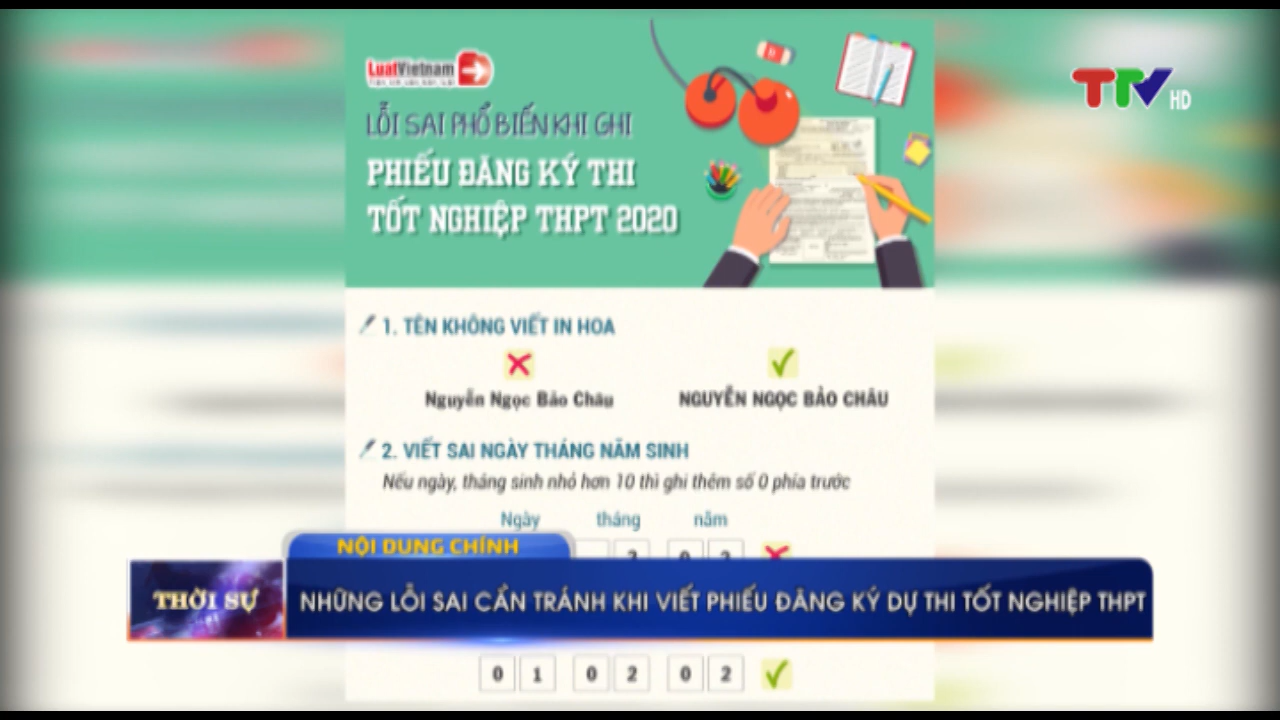 LuatVietnam
TTV HD
LỖI SAI PHỔ BIẾN KHI GHI
PHIẾU ĐĂNG KÝ THI
TỐT NGHIỆP THPT 2020
1. TÊN KHÔNG VIẾT IN HOA
Nguyễn Ngọc Bảo Châu
NGUYỄN NGỌC BẢO CHÂU
2. VIẾT SAI NGÀY THÁNG NĂM SINH
Nếu ngày, tháng sinh nhỏ hơn 10 thì ghi thêm số 0 phía trước
Ngày tháng năm
2 0 2
NỘI DUNG CHÍNH
THỜI SỰ
NHỮNG LỖI SAI CẦN TRÁNH KHI VIẾT PHIẾU ĐĂNG KÝ DỰ THI TỐT NGHIỆP THPT
0 1 0 2 0 2